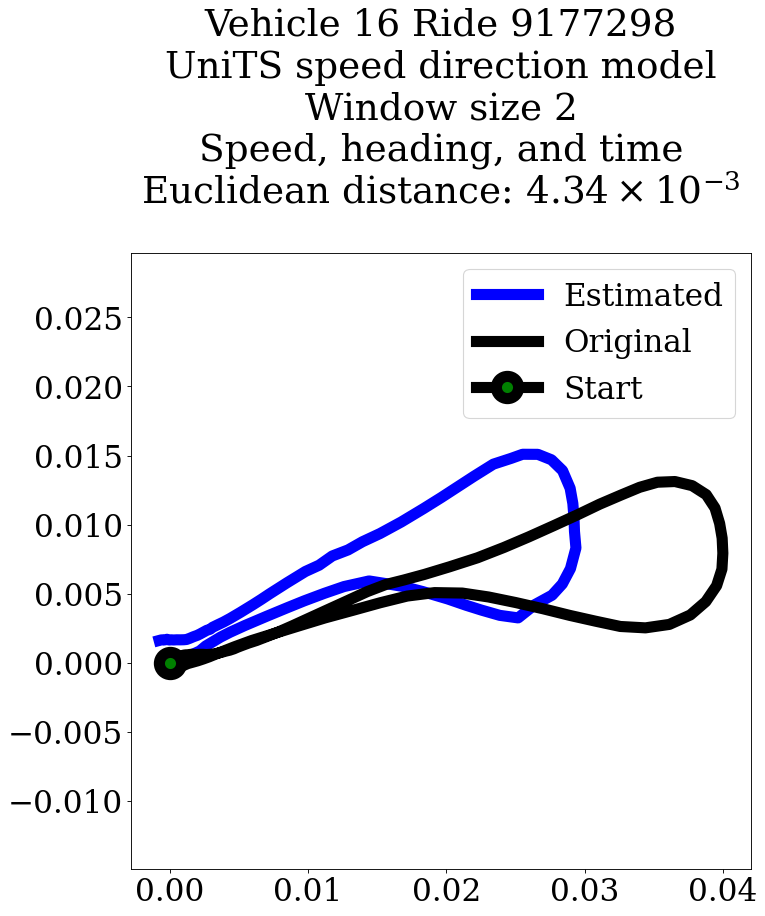 Vehicle 16 Ride 9177298
UniTS speed direction model
Window size 2
Speed, heading, and time
Euclidean distance: 4.34 × 10⁻³
Estimated
Original
Start
0.025
0.020
0.015
0.010
0.005
0.000
−0.005
−0.010
0.00 0.01 0.02 0.03 0.04